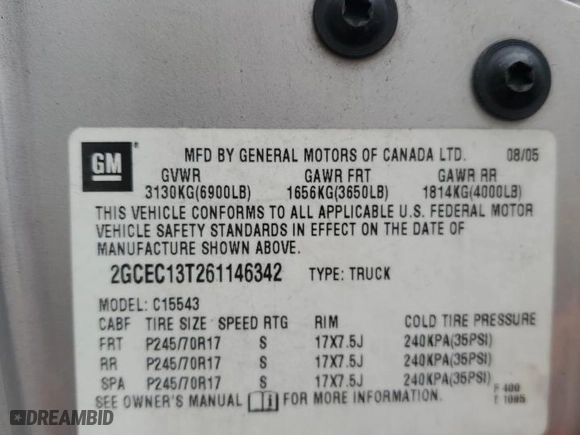 GM
MFD BY GENERAL MOTORS OF CANADA LTD. 08/05
GVWR GAWR FRT GAWR RR
3130KG(6900LB) 1656KG(3650LB) 1814KG(4000LB)
THIS VEHICLE CONFORMS TO ALL APPLICABLE U.S. FEDERAL MOTOR
VEHICLE SAFETY STANDARDS IN EFFECT ON THE DATE OF
MANUFACTURE SHOWN ABOVE.
2GCEC13T261146342 TYPE: TRUCK
MODEL: C15543
CABF TIRE SIZE SPEED RTG RIM COLD TIRE PRESSURE
FRT P245/70R17 S 17X7.5J 240KPA(35PSI)
RR P245/70R17 S 17X7.5J 240KPA(35PSI)
SPA P245/70R17 S 17X7.5J 240KPA(35PSI)
SEE OWNER'S MANUAL i FOR MORE INFORMATION.
DREAMBID